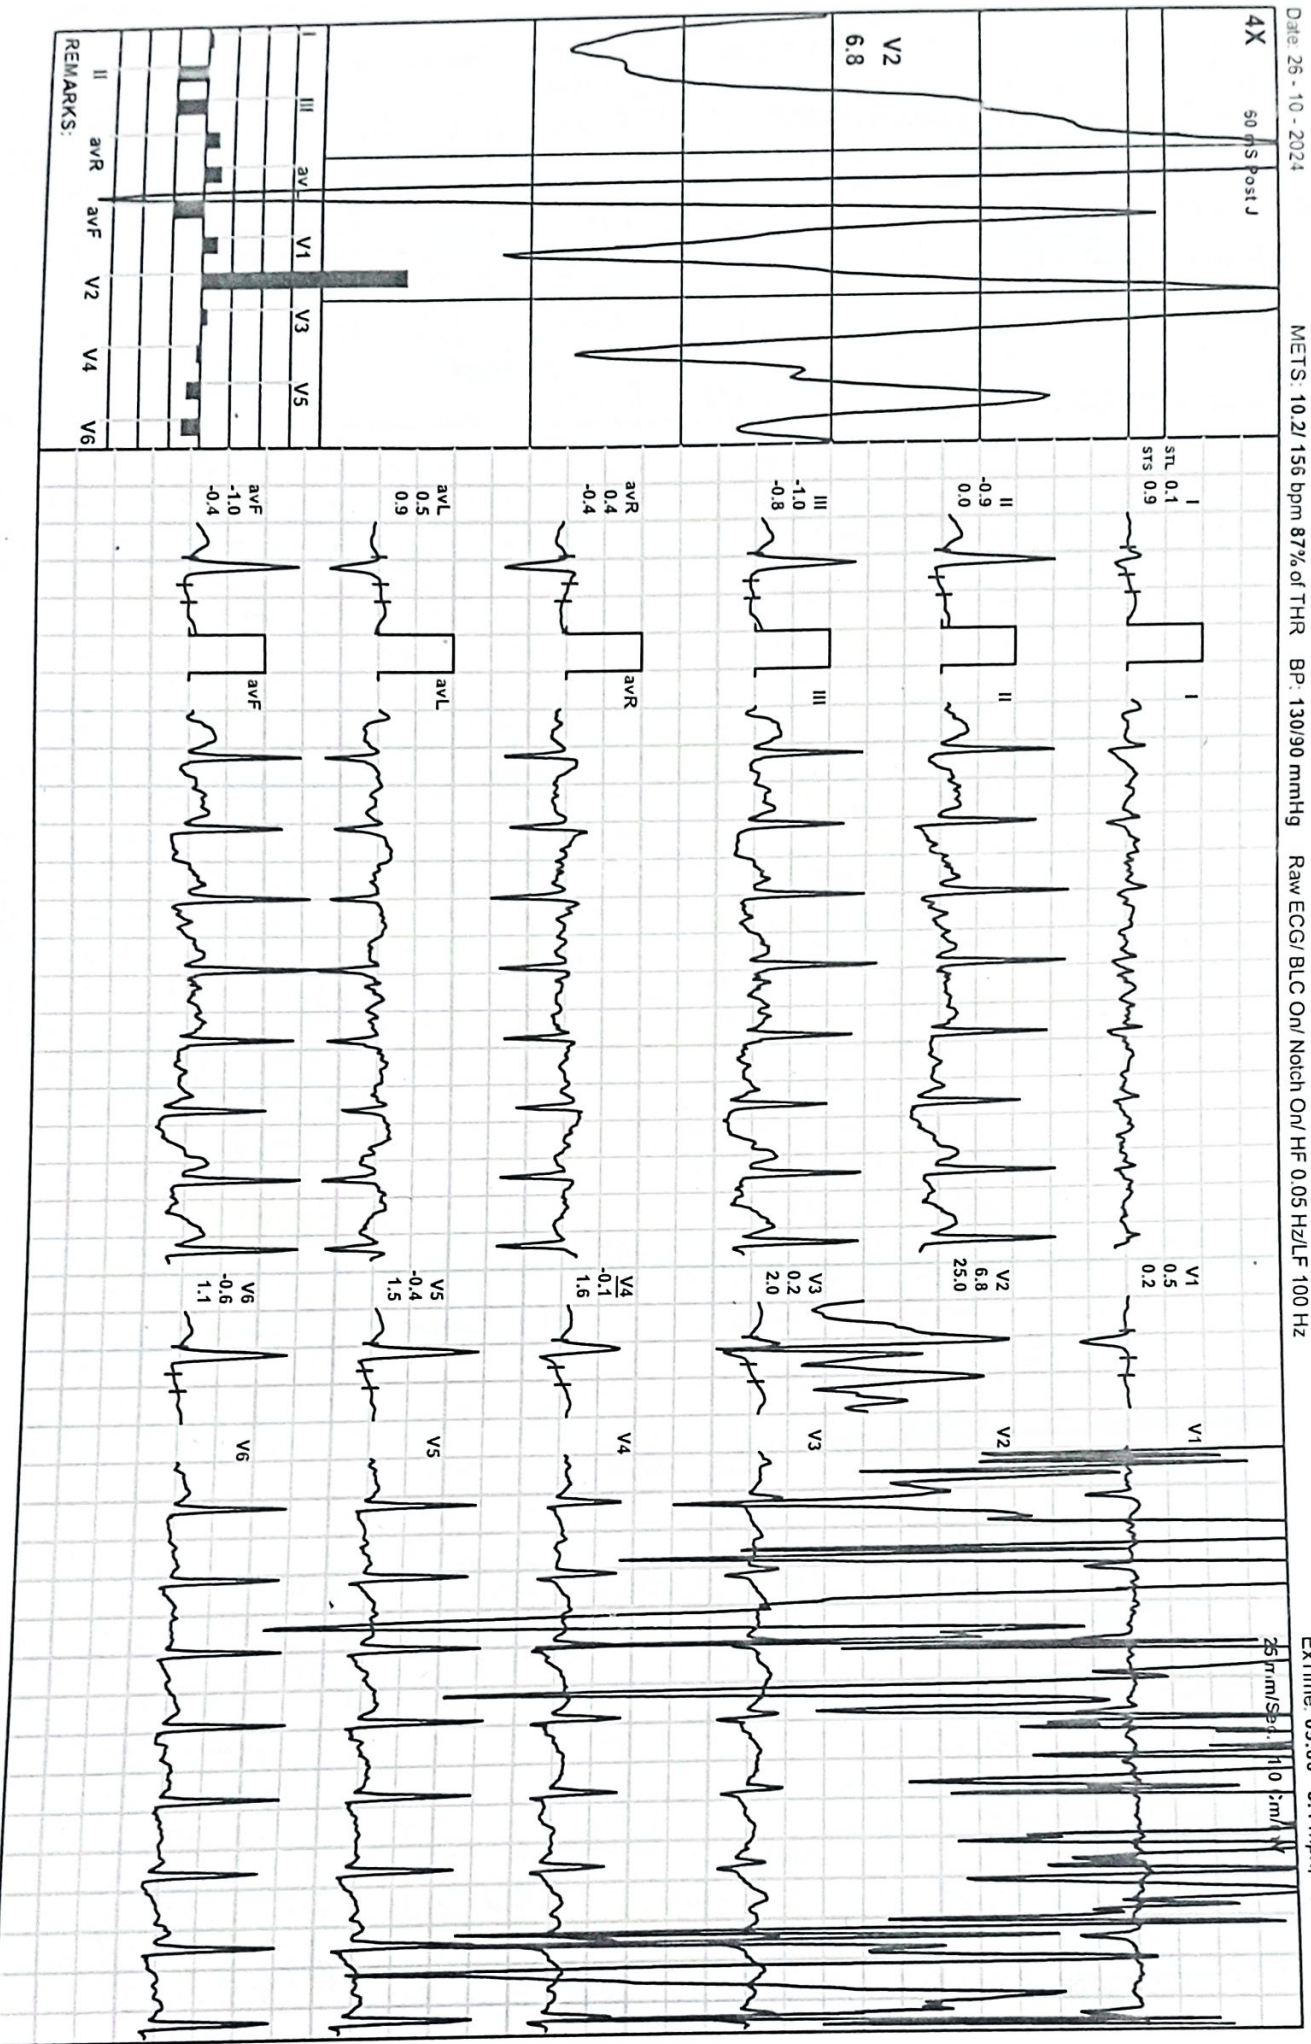 Date: 26 - 10 - 2024
METS: 10.2/ 156 bpm 87% of THR BP: 130/90 mmHg Raw ECG/ BLC On/ Notch On/ HF 0.05 Hz/LF 100 Hz
25 mm/Sec.
4X
60 mS Post J
V2
6.8
I
STL 0.1
STS 0.9
I
II
-0.9
0.0
II
III
-1.0
-0.8
III
avR
0.4
-0.4
avR
avL
0.5
0.9
avL
avF
-1.0
-0.4
avF
V1
0.5
0.2
V1
V2
6.8
25.0
V2
V3
0.2
2.0
V3
V4
-0.1
1.6
V4
V5
-0.4
1.5
V5
V6
-0.6
1.1
V6
I III av V1 V3 V5
II avR avF V2 V4 V6
REMARKS: